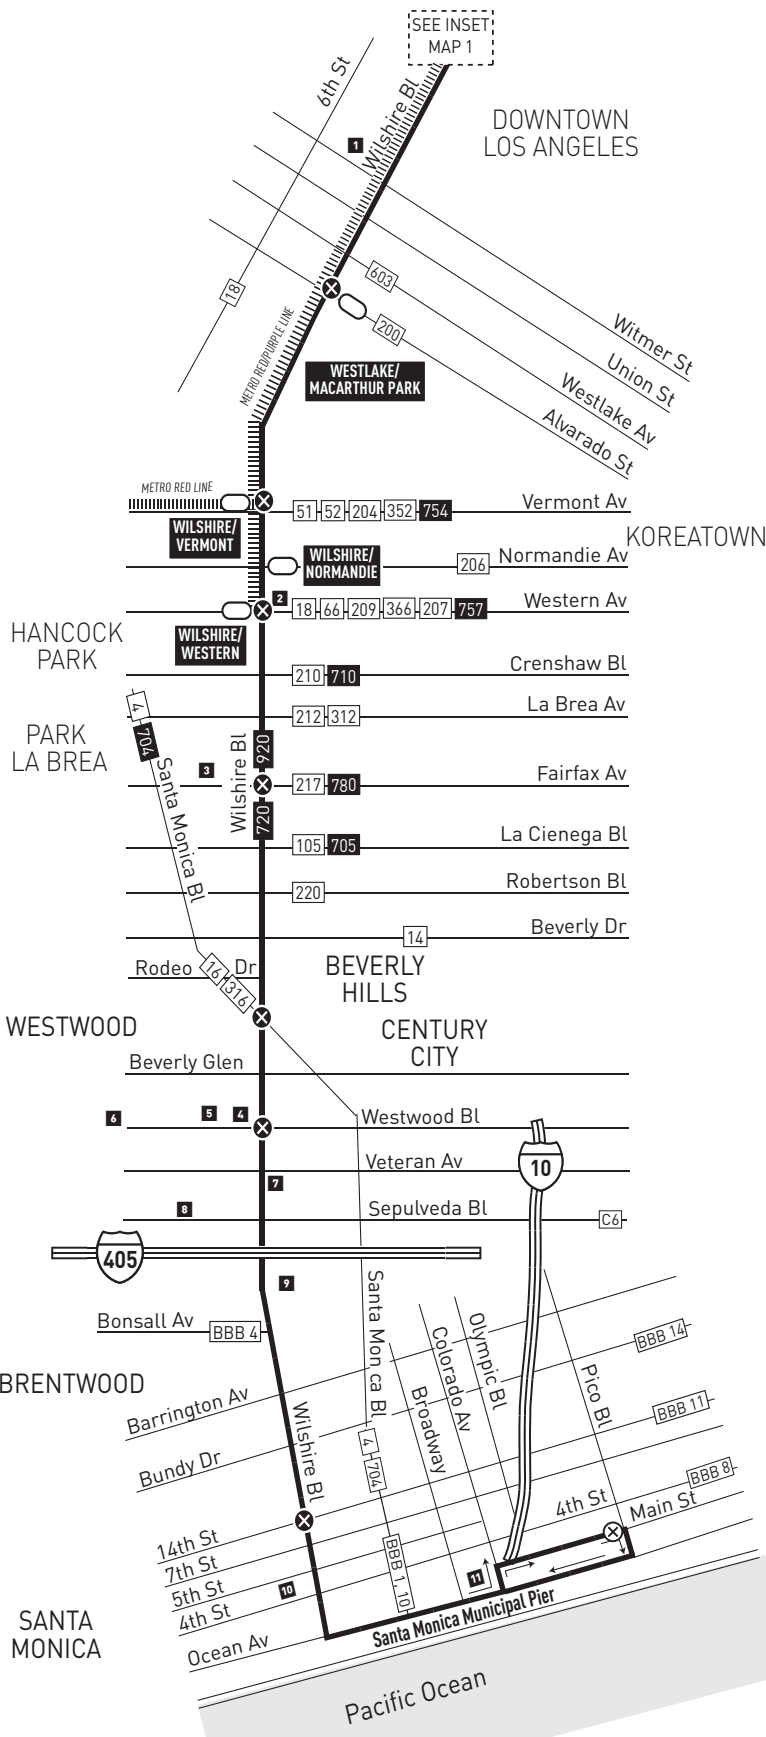 SEE INSET
MAP 1
6th St
Wilshire Bl
DOWNTOWN
LOS ANGELES
1
18
603
200
METRO RED/PURPLE LINE
Witmer St
Union St
Westlake Av
Alvarado St
WESTLAKE/
MACARTHUR PARK
METRO RED LINE
51 52 204 352 754
Vermont Av
WILSHIRE/
VERMONT
KOREATOWN
WILSHIRE/
NORMANDIE
206
Normandie Av
2
18 66 209 366 207 757
Western Av
WILSHIRE/
WESTERN
HANCOCK
PARK
210 710
Crenshaw Bl
212 312
La Brea Av
4
704
PARK
LA BREA
Santa Monica Bl
Wilshire Bl
920
3
217 780
Fairfax Av
720
105 705
La Cienega Bl
220
Robertson Bl
14
Beverly Dr
Rodeo Dr
16
316
BEVERLY
HILLS
WESTWOOD
CENTURY
CITY
Beverly Glen
6
5
4
Westwood Bl
Veteran Av
10
7
8
Sepulveda Bl
C6
405
9
Bonsall Av
BBB 4
Santa Mon ca Bl
Olympic Bl
Colorado Av
Broadway
Pico Bl
BBB 14
BRENTWOOD
Barrington Av
Bundy Dr
Wilshire Bl
BBB 11
4
704
BBB 8
14th St
7th St
5th St
4th St
4th St
Main St
BBB 1, 10
11
10
SANTA
MONICA
Ocean Av
Santa Monica Municipal Pier
Pacific Ocean